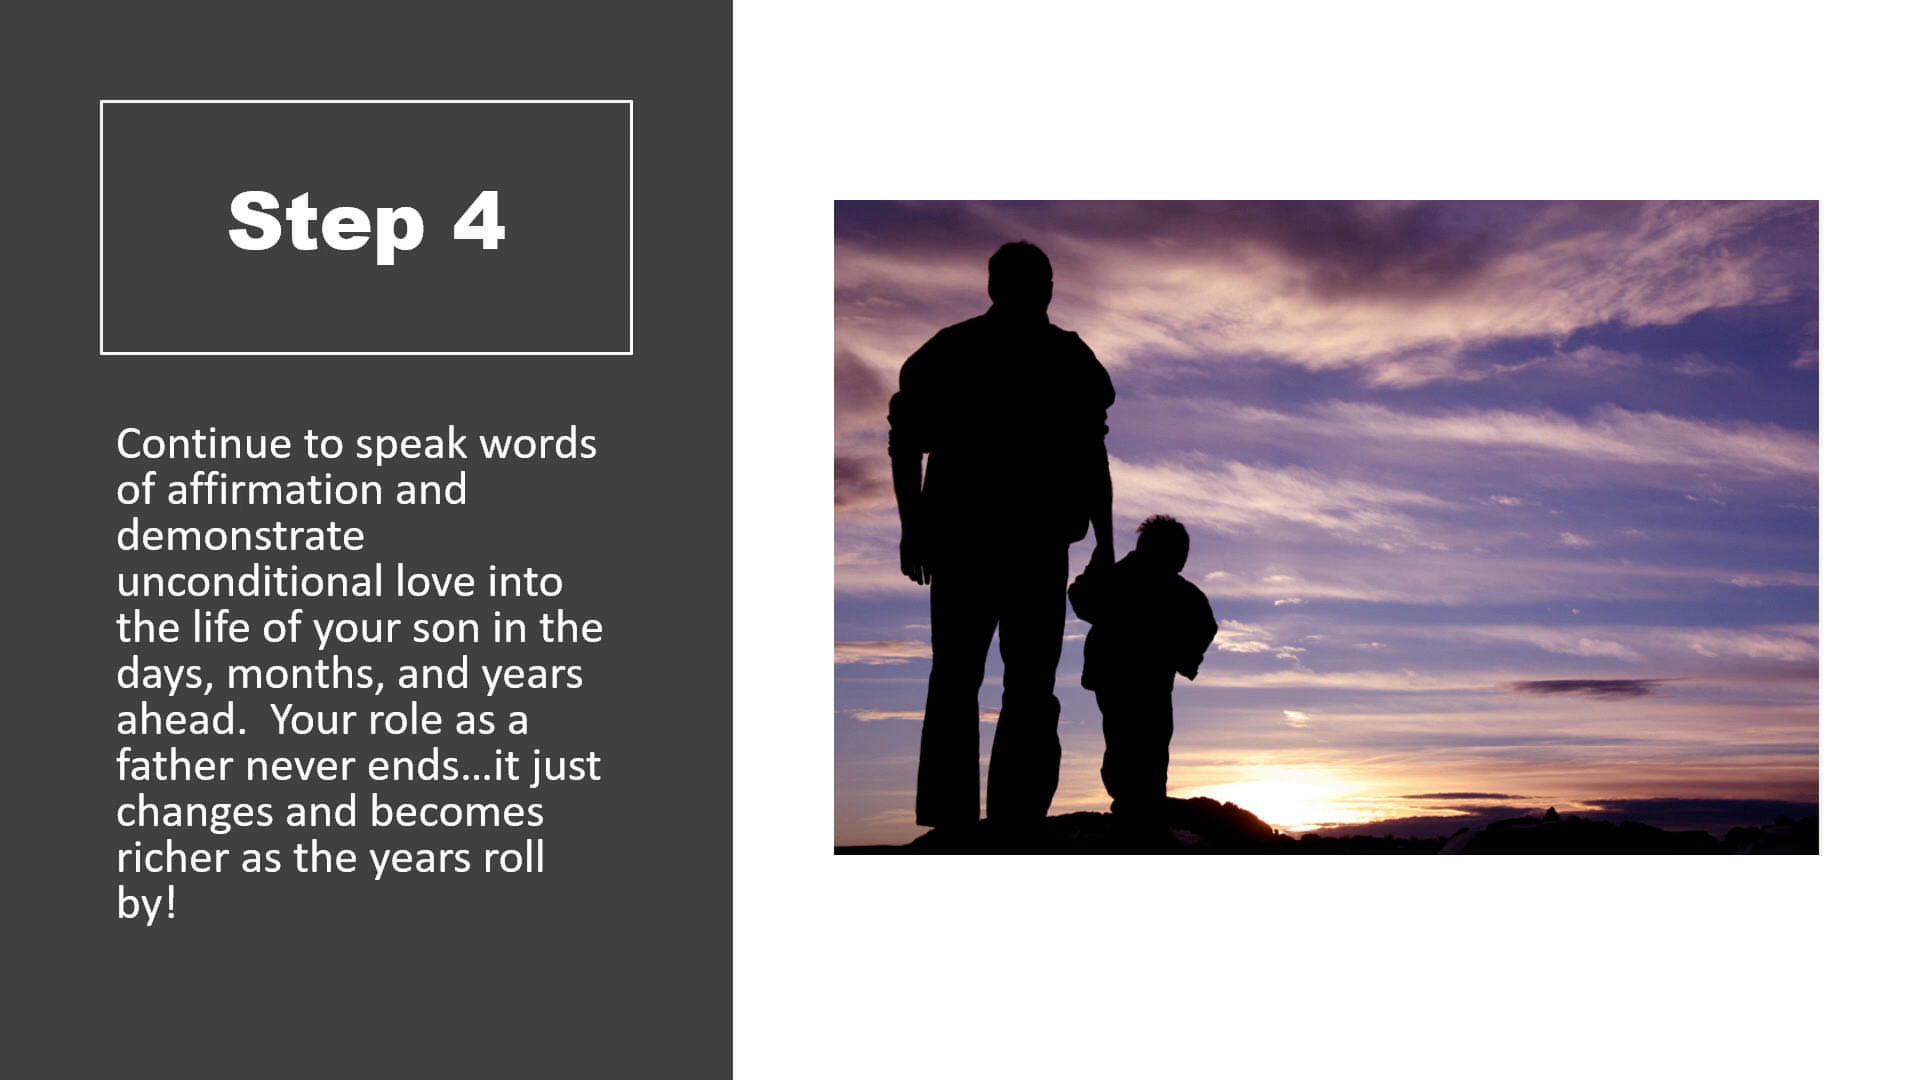 Step 4
Continue to speak words
of affirmation and
demonstrate
unconditional love into
the life of your son in the
days, months, and years
ahead.  Your role as a
father never ends...it just
changes and becomes
richer as the years roll
by!